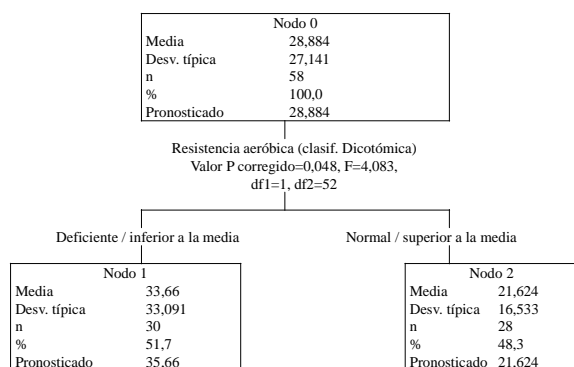 Nodo 0
Media 28,884
Desv. típica 27,141
n 58
% 100,0
Pronosticado 28,884
Resistencia aeróbica (clasif. Dicotómica)
Valor P corregido=0,048, F=4,083,
df1=1, df2=52
Deficiente / inferior a la media
Normal / superior a la media
Nodo 1
Media 33,66
Desv. típica 33,091
n 30
% 51,7
Pronosticado 35,66
Nodo 2
Media 21,624
Desv. típica 16,533
n 28
% 48,3
Pronosticado 21,624